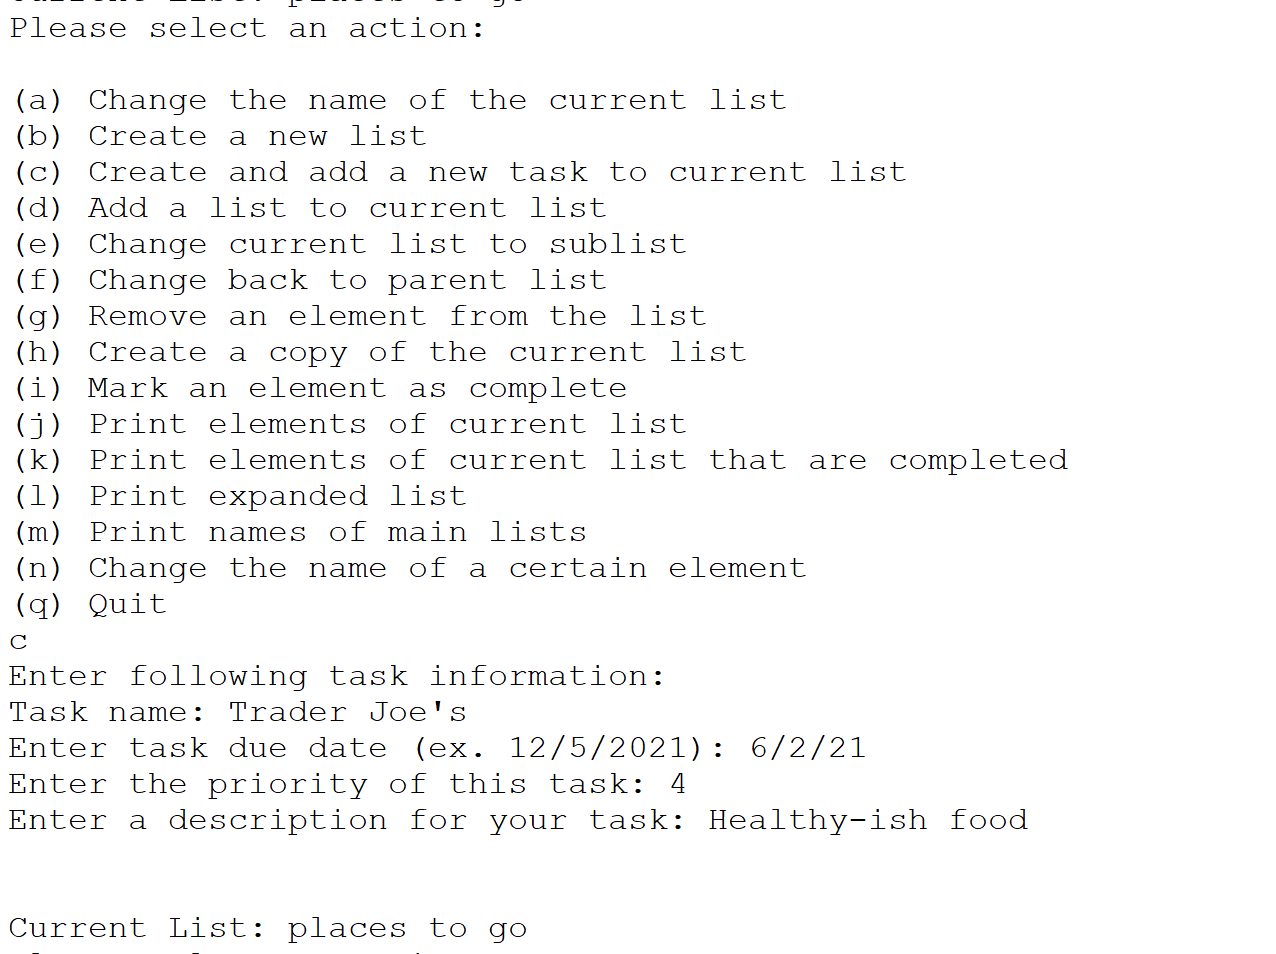 Current List: places to go
Please select an action:
(a) Change the name of the current list
(b) Create a new list
(c) Create and add a new task to current list
(d) Add a list to current list
(e) Change current list to sublist
(f) Change back to parent list
(g) Remove an element from the list
(h) Create a copy of the current list
(i) Mark an element as complete
(j) Print elements of current list
(k) Print elements of current list that are completed
(l) Print expanded list
(m) Print names of main lists
(n) Change the name of a certain element
(q) Quit
c
Enter following task information:
Task name: Trader Joe's
Enter task due date (ex. 12/5/2021): 6/2/21
Enter the priority of this task: 4
Enter a description for your task: Healthy-ish food
Current List: places to go